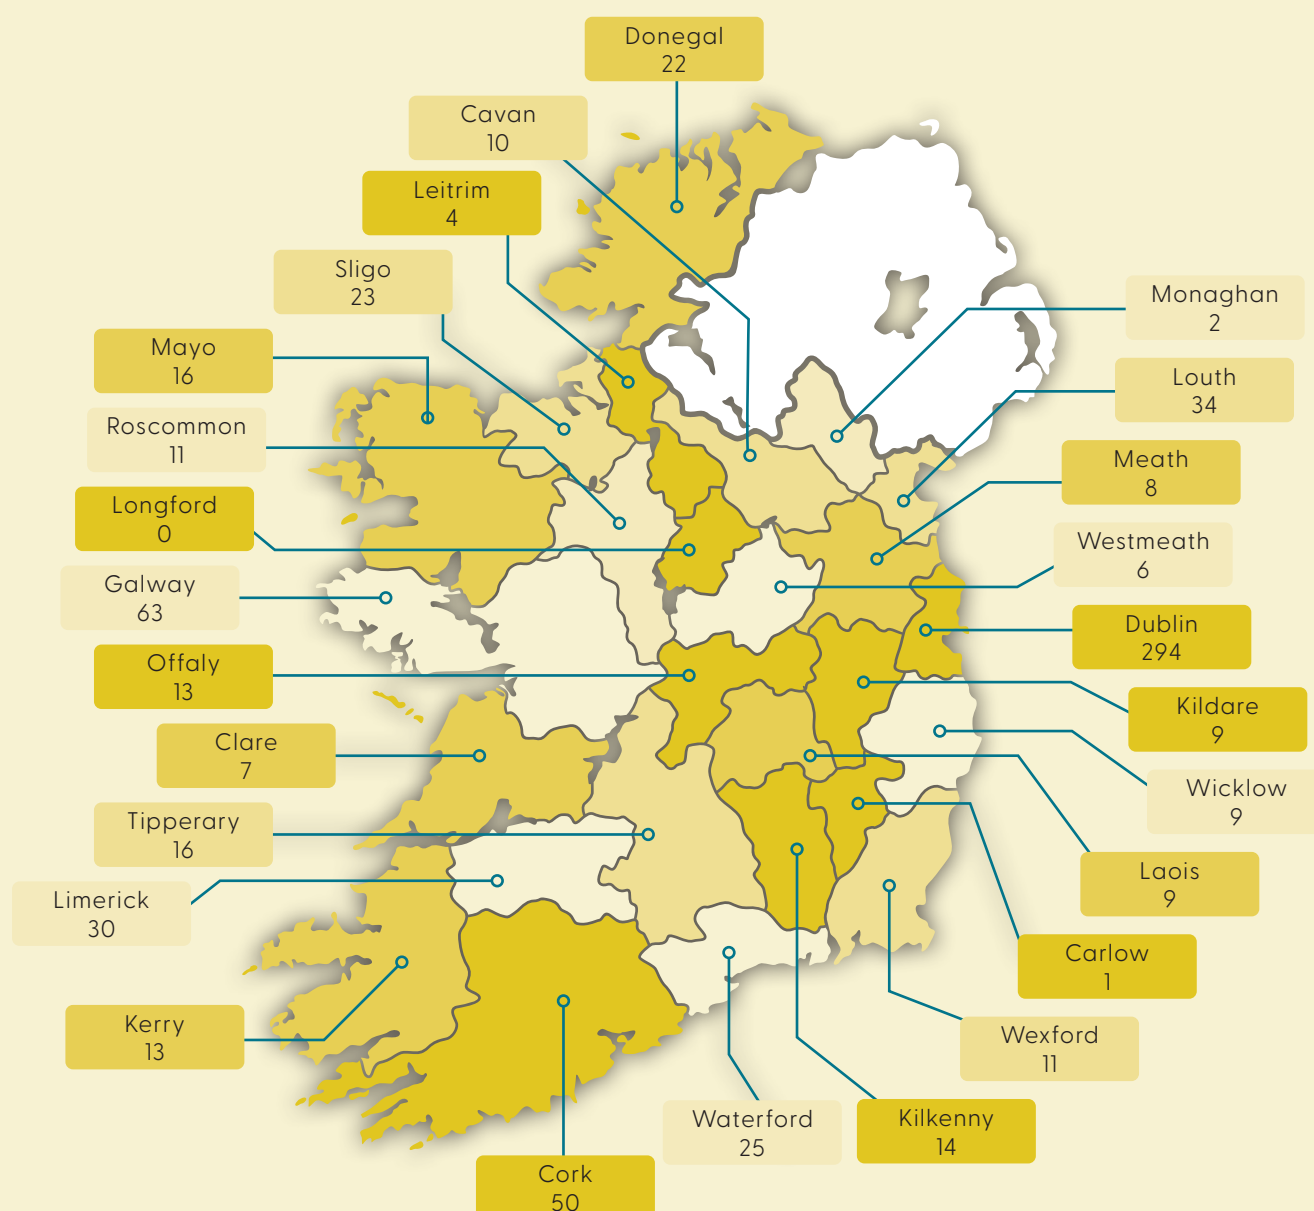 Donegal
22
Cavan
10
Leitrim
4
Sligo
23
Monaghan
2
Mayo
16
Louth
34
Roscommon
11
Meath
8
Longford
0
Westmeath
6
Galway
63
Dublin
294
Offaly
13
Kildare
9
Clare
7
Wicklow
9
Tipperary
16
Laois
9
Limerick
30
Carlow
1
Kerry
13
Wexford
11
Waterford
25
Kilkenny
14
Cork
50